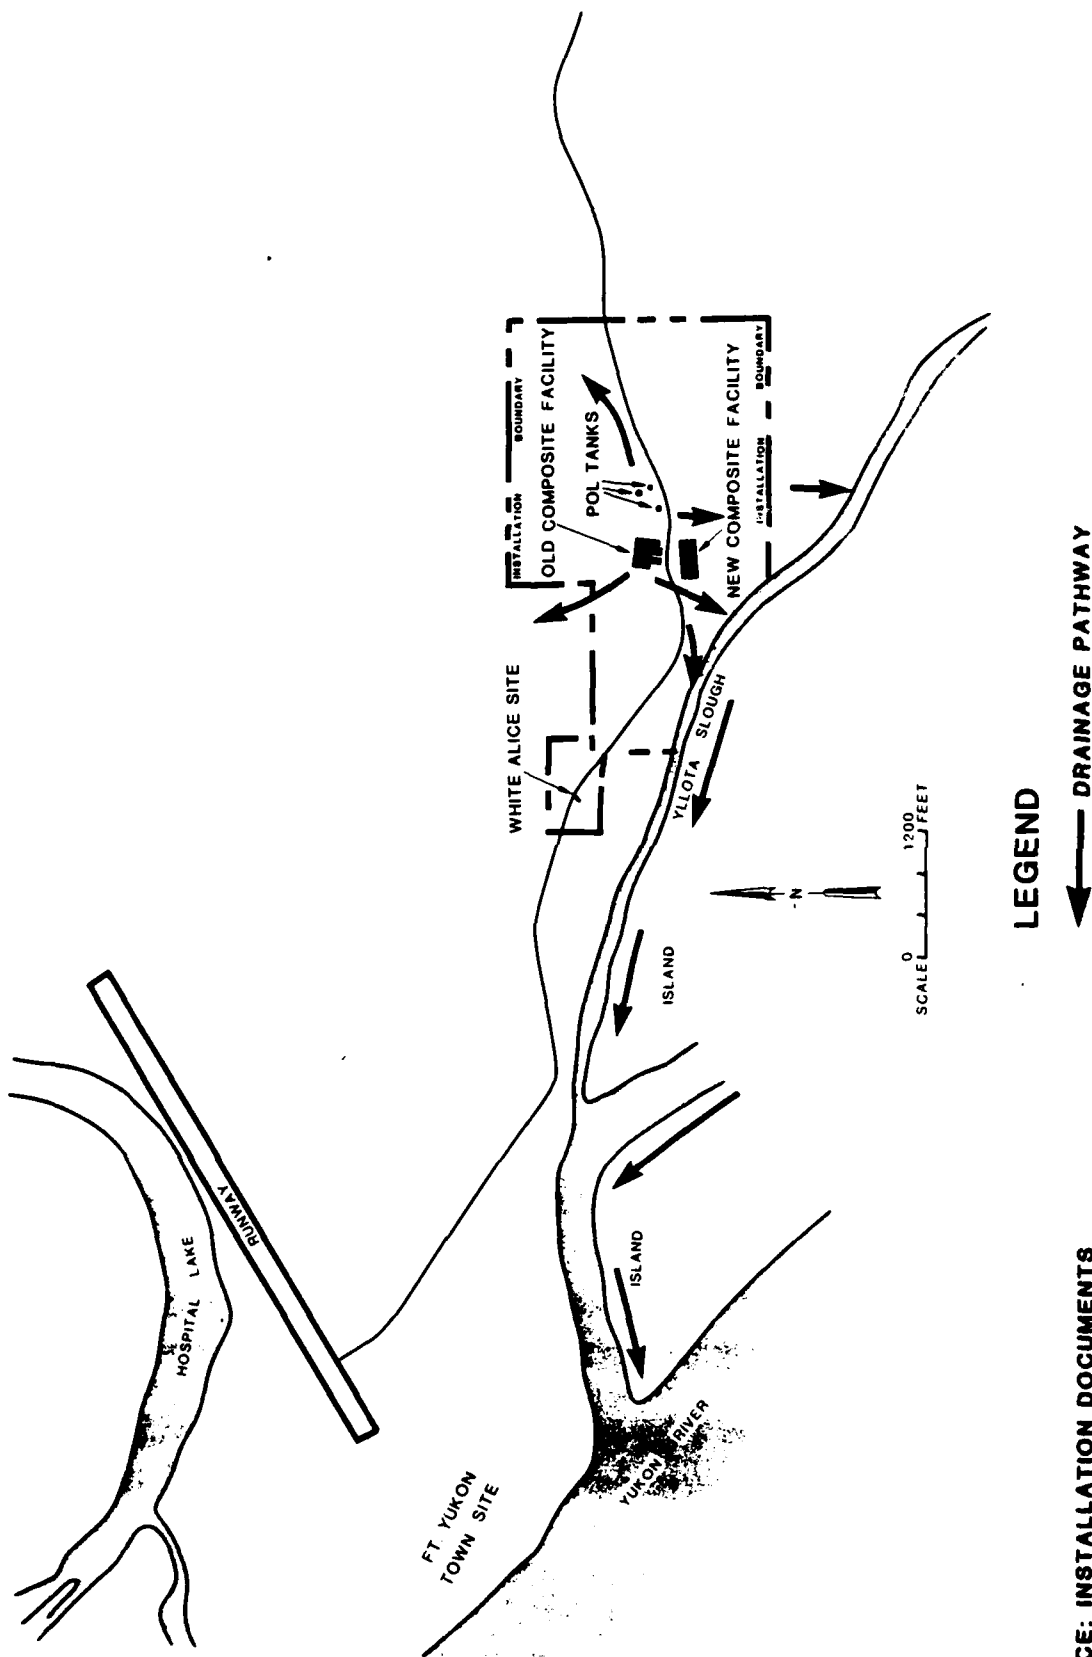 HOSPITAL LAKE
RUNWAY
FT YUKON
TOWN SITE
YUKON RIVER
ISLAND
ISLAND
WHITE ALICE SITE
YLLOTA SLOUGH
INSTALLATION BOUNDARY
OLD COMPOSITE FACILITY
POL TANKS
NEW COMPOSITE FACILITY
INSTALLATION BOUNDARY
N
SCALE 0 1200 FEET
LEGEND
DRAINAGE PATHWAY
CE: INSTALLATION DOCUMENTS